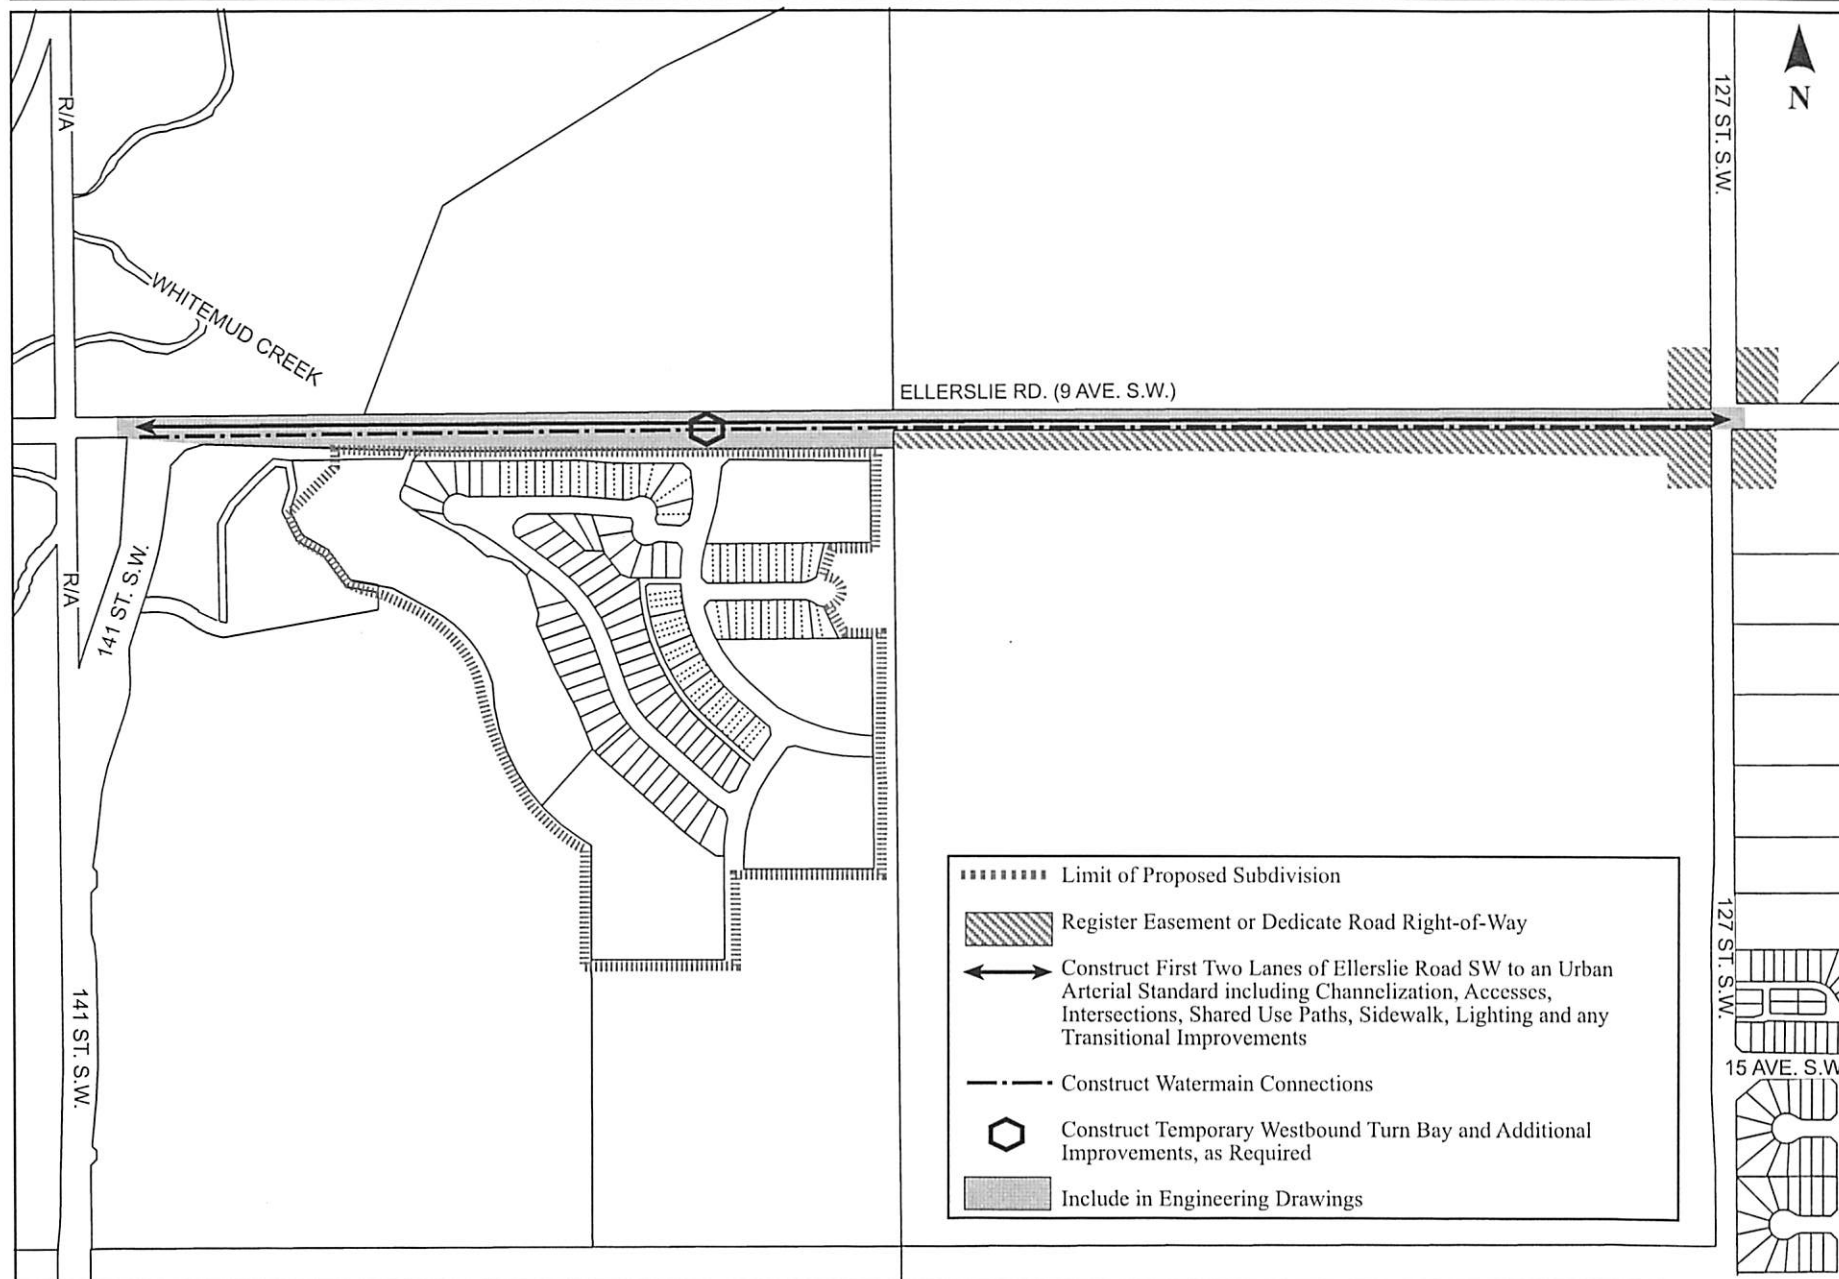 N
127 ST. S.W.
R/A
WHITEMUD CREEK
ELLERSLIE RD. (9 AVE. S.W.)
R/A
141 ST. S.W.
141 ST. S.W.
127 ST. S.W.
15 AVE. S.W
Limit of Proposed Subdivision
Register Easement or Dedicate Road Right-of-Way
Construct First Two Lanes of Ellerslie Road SW to an Urban
Arterial Standard including Channelization, Accesses,
Intersections, Shared Use Paths, Sidewalk, Lighting and any
Transitional Improvements
Construct Watermain Connections
Construct Temporary Westbound Turn Bay and Additional
Improvements, as Required
Include in Engineering Drawings